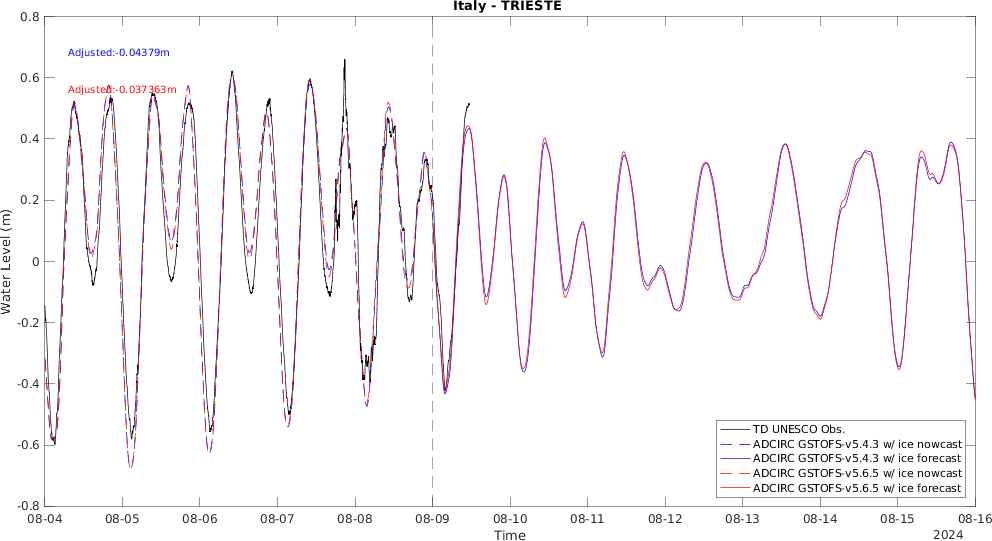 Italy - TRIESTE
Adjusted:-0.04379m
Adjusted:-0.037363m
Water Level (m)
0.8
0.6
0.4
0.2
0
-0.2
-0.4
-0.6
-0.8
TD UNESCO Obs.
ADCIRC GSTOFS-v5.4.3 w/ ice nowcast
ADCIRC GSTOFS-v5.4.3 w/ ice forecast
ADCIRC GSTOFS-v5.6.5 w/ ice nowcast
ADCIRC GSTOFS-v5.6.5 w/ ice forecast
08-04 08-05 08-06 08-07 08-08 08-09 08-10 08-11 08-12 08-13 08-14 08-15 08-16
Time
2024